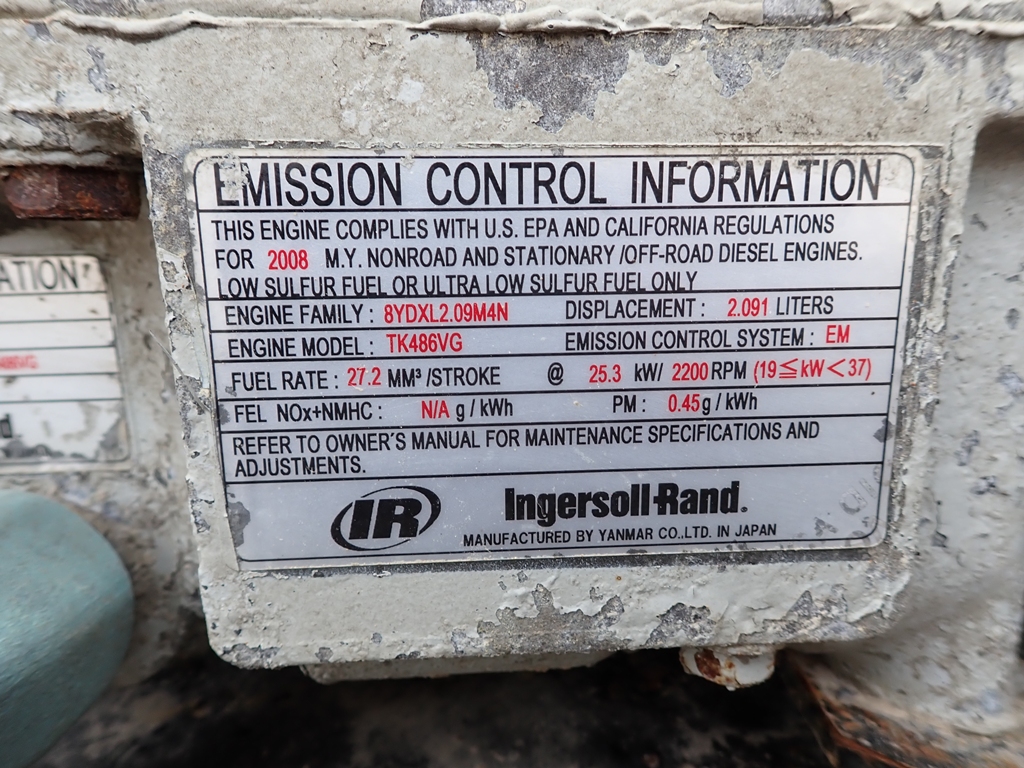 EMISSION CONTROL INFORMATION
THIS ENGINE COMPLIES WITH U.S. EPA AND CALIFORNIA REGULATIONS
FOR 2008 M.Y. NONROAD AND STATIONARY /OFF-ROAD DIESEL ENGINES.
LOW SULFUR FUEL OR ULTRA LOW SULFUR FUEL ONLY
ENGINE FAMILY : 8YDXL2.09M4N DISPLACEMENT : 2.091 LITERS
ENGINE MODEL : TK486VG EMISSION CONTROL SYSTEM : EM
FUEL RATE : 27.2 MM³ /STROKE @ 25.3 kW/ 2200 RPM (19≦kW<37)
FEL NOx+NMHC : N/A g / kWh PM : 0.45 g / kWh
REFER TO OWNER'S MANUAL FOR MAINTENANCE SPECIFICATIONS AND
ADJUSTMENTS.
IR Ingersoll-Rand®
MANUFACTURED BY YANMAR CO.,LTD. IN JAPAN
ATION